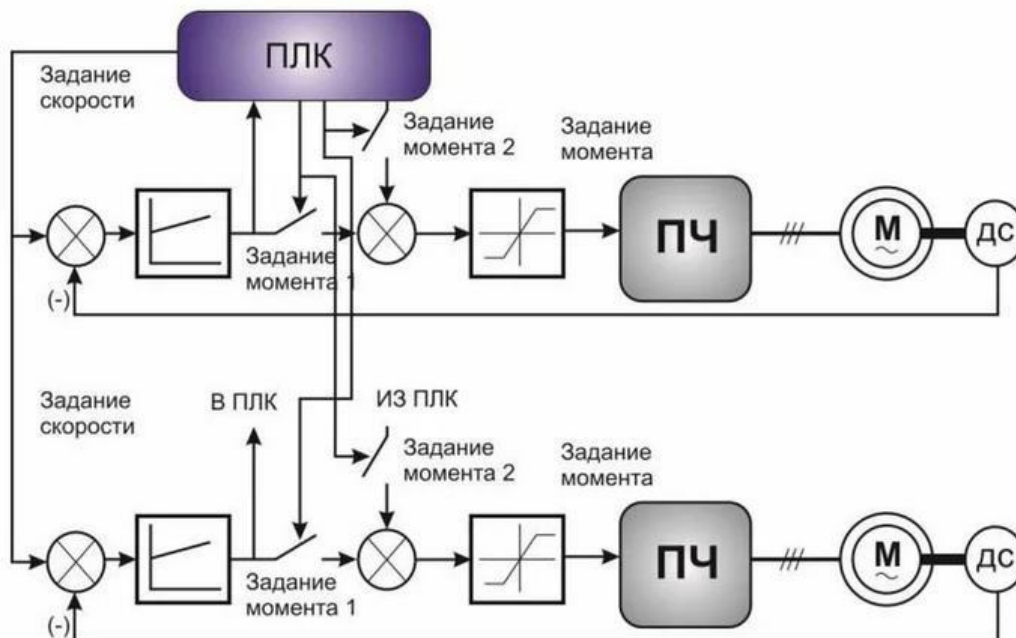 ПЛК
Задание
скорости
Задание
момента 2
Задание
момента
ПЧ
М
ДС
Задание
момента 1
(-)
Задание
скорости
В ПЛК
ИЗ ПЛК
Задание
момента 2
Задание
момента
ПЧ
М
ДС
Задание
момента 1
(-)